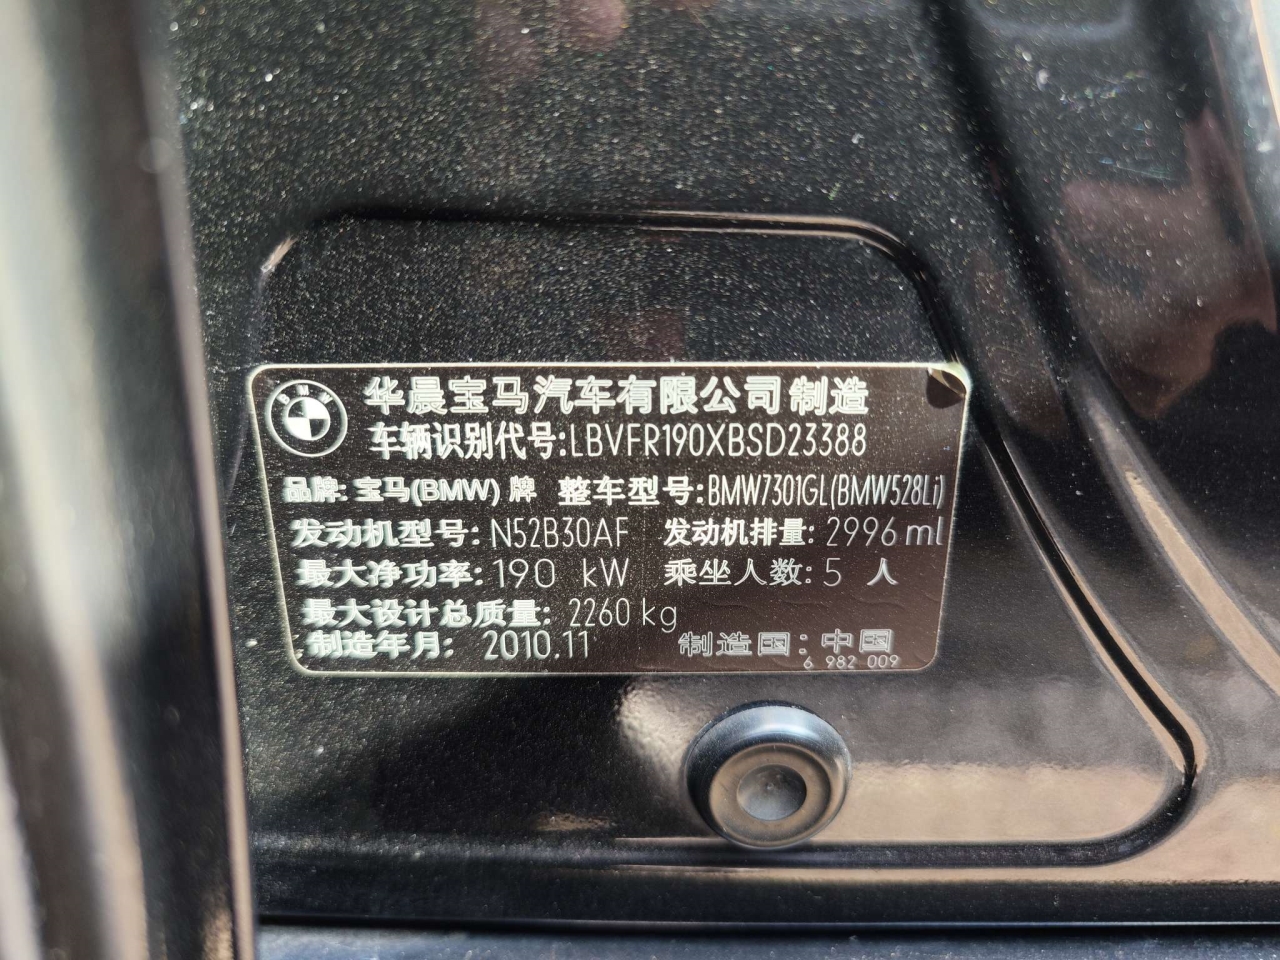 BMW
华晨宝马汽车有限公司制造
车辆识别代号:LBVFR190XBSD23388
品牌: 宝马(BMW) 牌 整车型号:BMW7301GL(BMW528Li)
发动机型号: N52B30AF 发动机排量: 2996 ml
最大净功率: 190 kW 乘坐人数: 5 人
最大设计总质量: 2260 kg
制造年月: 2010.11 制造国: 中国
6 982 009